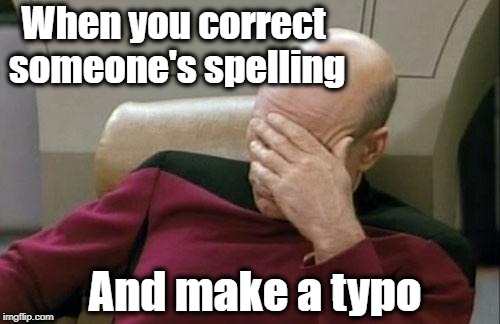 When you correct
someone's spelling
And make a typo
imgflip.com